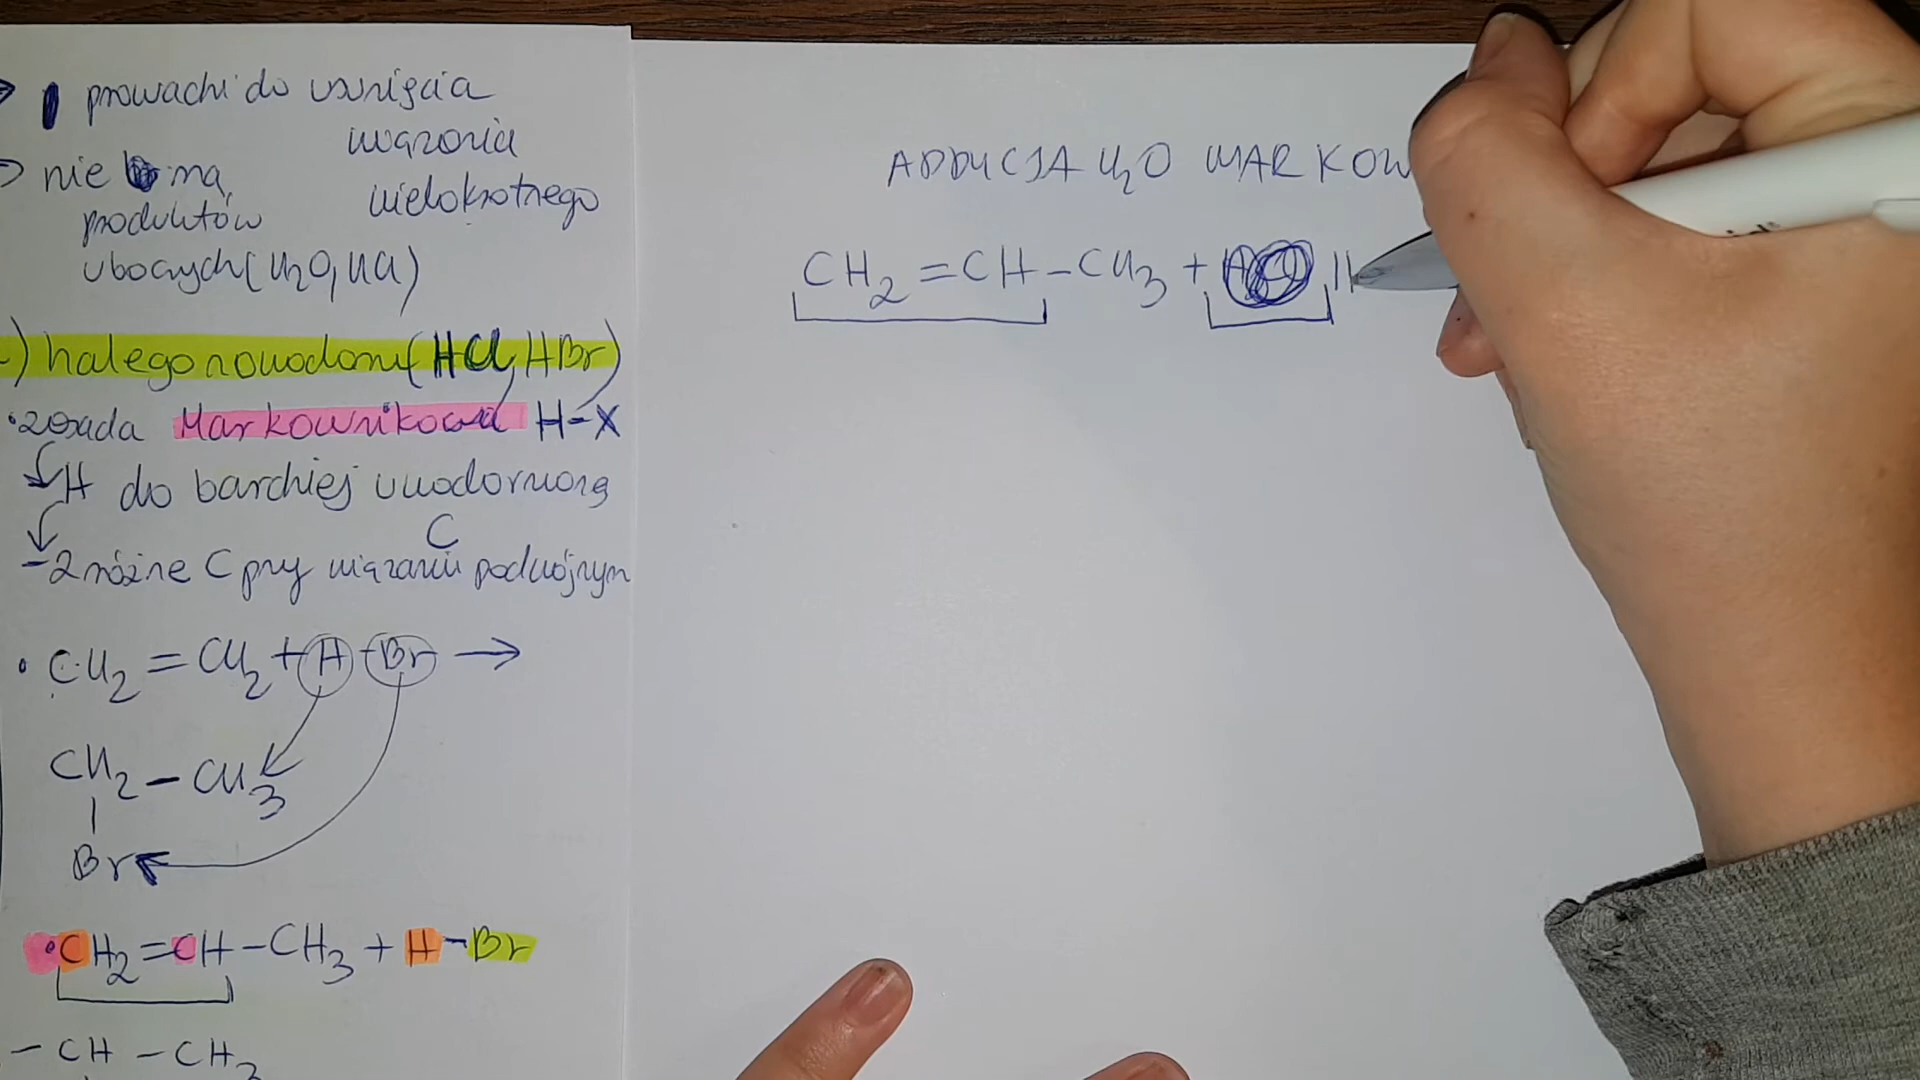 prowadzi do usunięcia
wiązania
wielokrotnego
nie ma
produktów
ubocznych (H2O, HCl)
) halogenowodoru (HCl, HBr)
• zasada Markownikowa H-X
↓ H do bardziej uwodornionego
C
↓ - 2 różne C przy wiązaniu podwójnym
• CH2 = CH2 + H - Br →
CH2 - CH3
|
Br
• CH2 = CH - CH3 + H - Br
- CH - CH3
ADDYCJA H2O MARKOW
CH2 = CH - CH3 + H